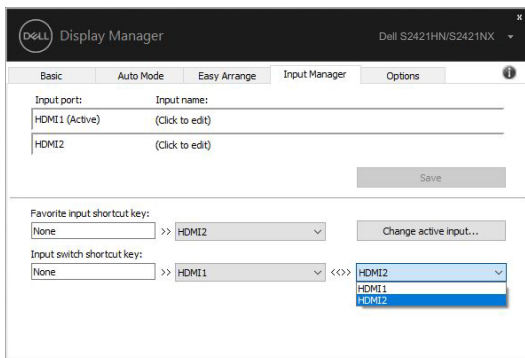 DELL Display Manager
Dell S2421HN/S2421NX
x
Basic Auto Mode Easy Arrange Input Manager Options
Input port: Input name:
HDMI1 (Active) (Click to edit)
HDMI2 (Click to edit)
Save
Favorite input shortcut key:
None >> HDMI2 Change active input...
Input switch shortcut key:
None >> HDMI1 <<>> HDMI2
HDMI1
HDMI2